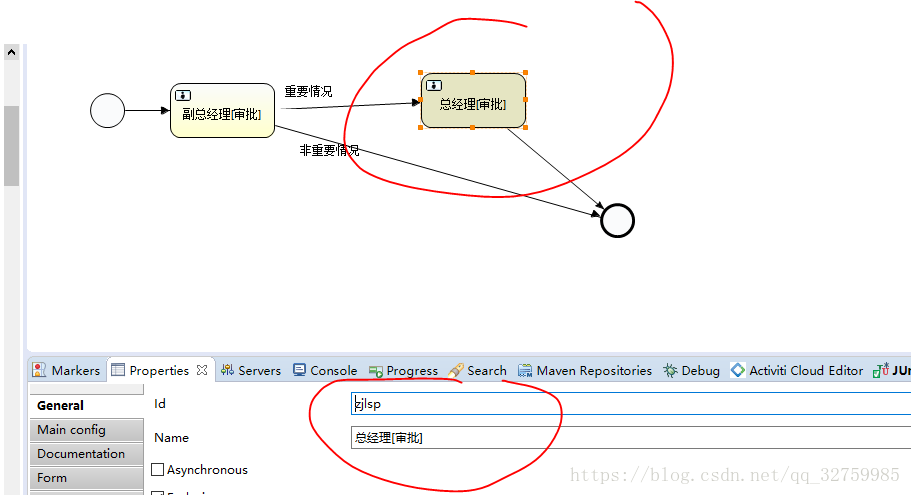 重要情况
副总经理[审批]
总经理[审批]
非重要情况
Markers Properties Servers Console Progress Search Maven Repositories Debug Activiti Cloud Editor
General
Id
zjlsp
Main config
Name
总经理[审批]
Documentation
Asynchronous
Form
https://blog.csdn.net/qq_32759985